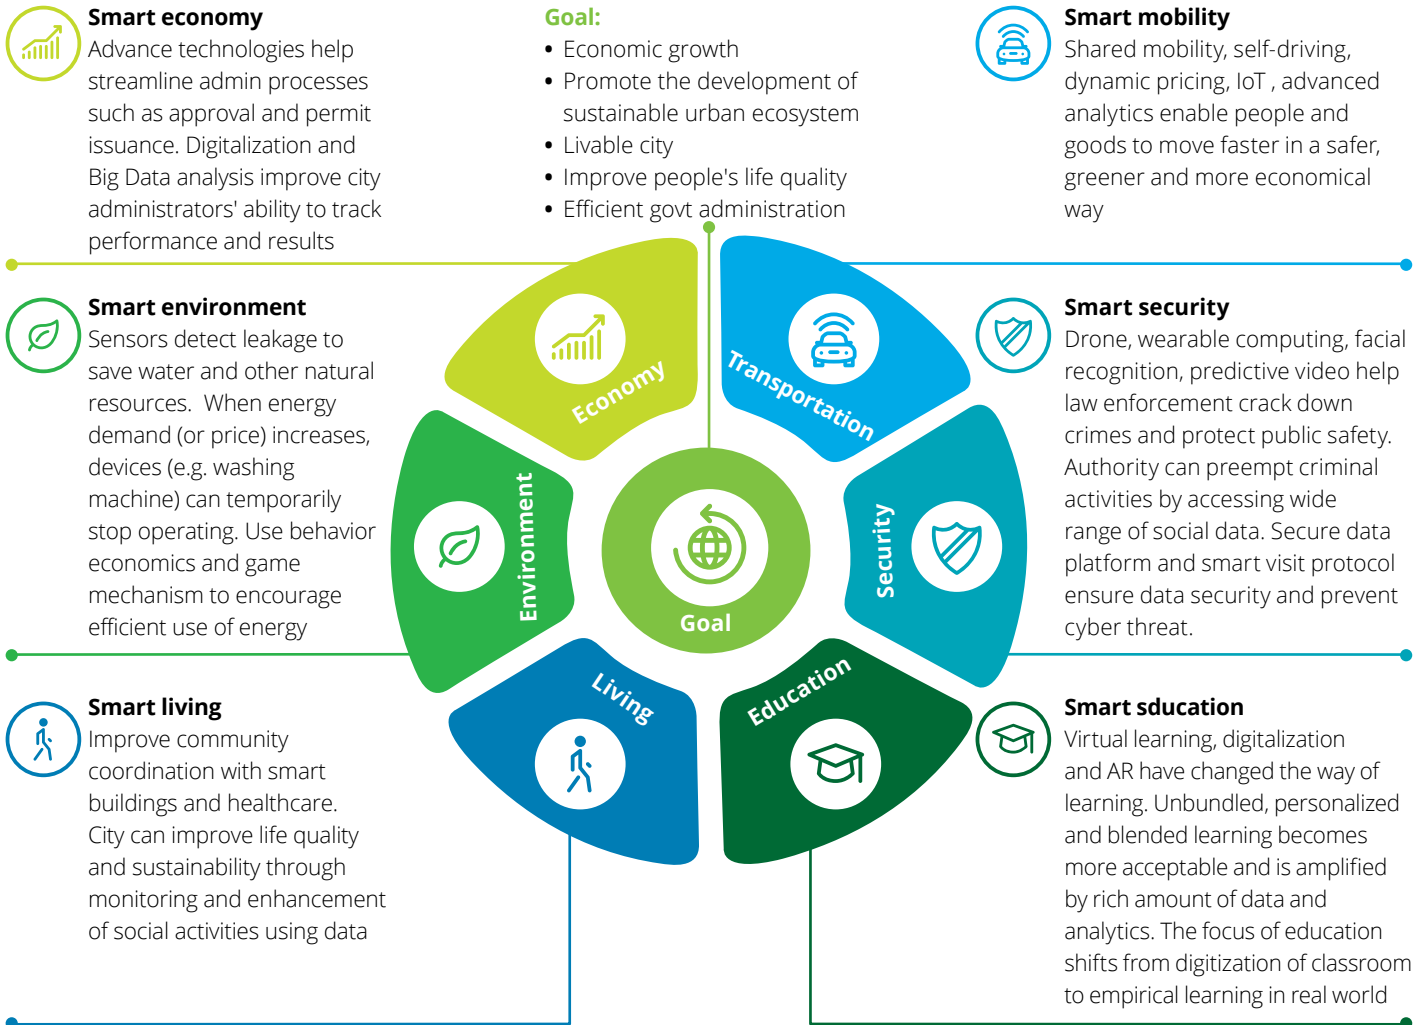 Smart economy
Advance technologies help
streamline admin processes
such as approval and permit
issuance. Digitalization and
Big Data analysis improve city
administrators' ability to track
performance and results
Goal:
• Economic growth
• Promote the development of
sustainable urban ecosystem
• Livable city
• Improve people's life quality
• Efficient govt administration
Smart mobility
Shared mobility, self-driving,
dynamic pricing, IoT , advanced
analytics enable people and
goods to move faster in a safer,
greener and more economical
way
Smart environment
Sensors detect leakage to
save water and other natural
resources.  When energy
demand (or price) increases,
devices (e.g. washing
machine) can temporarily
stop operating. Use behavior
economics and game
mechanism to encourage
efficient use of energy
Economy
Transportation
Environment
Security
Goal
Living
Education
Smart security
Drone, wearable computing, facial
recognition, predictive video help
law enforcement crack down
crimes and protect public safety.
Authority can preempt criminal
activities by accessing wide
range of social data. Secure data
platform and smart visit protocol
ensure data security and prevent
cyber threat.
Smart living
Improve community
coordination with smart
buildings and healthcare.
City can improve life quality
and sustainability through
monitoring and enhancement
of social activities using data
Smart sducation
Virtual learning, digitalization
and AR have changed the way of
learning. Unbundled, personalized
and blended learning becomes
more acceptable and is amplified
by rich amount of data and
analytics. The focus of education
shifts from digitization of classroom
to empirical learning in real world